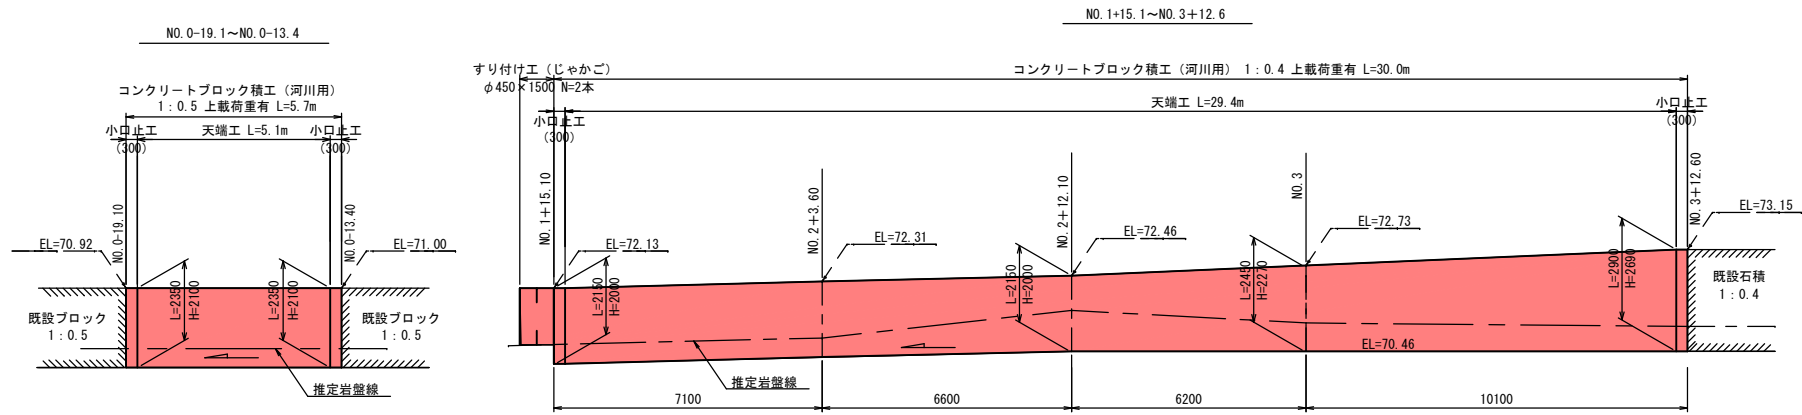 NO.0-19.1～NO.0-13.4
コンクリートブロック積工（河川用）
1：0.5 上載荷重有 L=5.7m
小口止工
天端工 L=5.1m
小口止工
(300)
(300)
NO.0-19.10
NO.0-13.40
EL=70.92
EL=71.00
L=2350
H=2100
L=2350
H=2100
既設ブロック
1：0.5
既設ブロック
1：0.5
推定岩盤線
NO.1+15.1～NO.3＋12.6
すり付け工（じゃかご）
φ450×1500 N=2本
コンクリートブロック積工（河川用） 1：0.4 上載荷重有 L=30.0m
天端工 L=29.4m
小口止工
(300)
小口止工
(300)
NO.1＋15.10
NO.2＋3.60
NO.2＋12.10
NO.3
NO.3＋12.60
EL=72.13
EL=72.31
EL=72.46
EL=72.73
EL=73.15
L=2150
H=2000
L=2150
H=2000
L=2450
H=2270
L=2900
H=2690
既設石積
1：0.4
EL=70.46
推定岩盤線
7100
6600
6200
10100